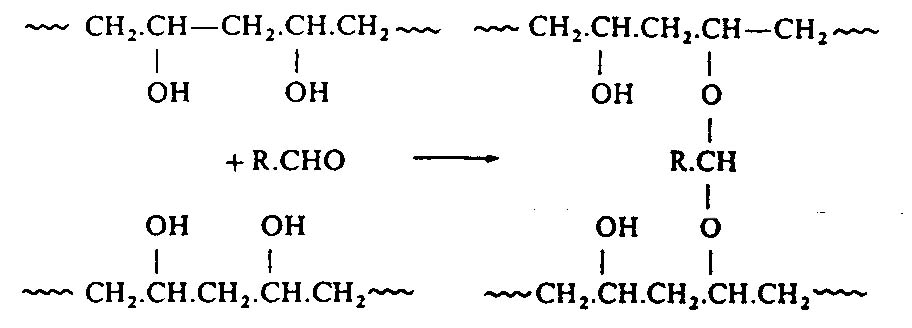 CH₂.CH—CH₂.CH.CH₂ CH₂.CH.CH₂.CH—CH₂
OH OH OH O
+ R.CHO ⟶ R.CH
OH OH OH O
CH₂.CH.CH₂.CH.CH₂ CH₂.CH.CH₂.CH.CH₂